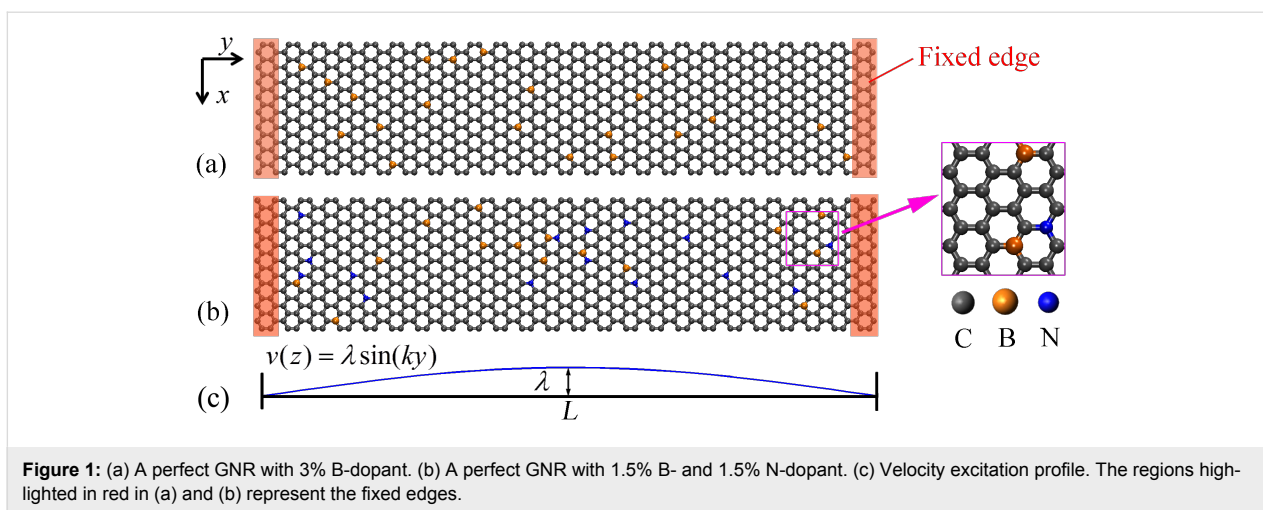 y
x
Fixed edge
(a)
(b)
C B N
v(z) = λ sin(ky)
λ
(c)
L
Figure 1: (a) A perfect GNR with 3% B-dopant. (b) A perfect GNR with 1.5% B- and 1.5% N-dopant. (c) Velocity excitation profile. The regions high-
lighted in red in (a) and (b) represent the fixed edges.